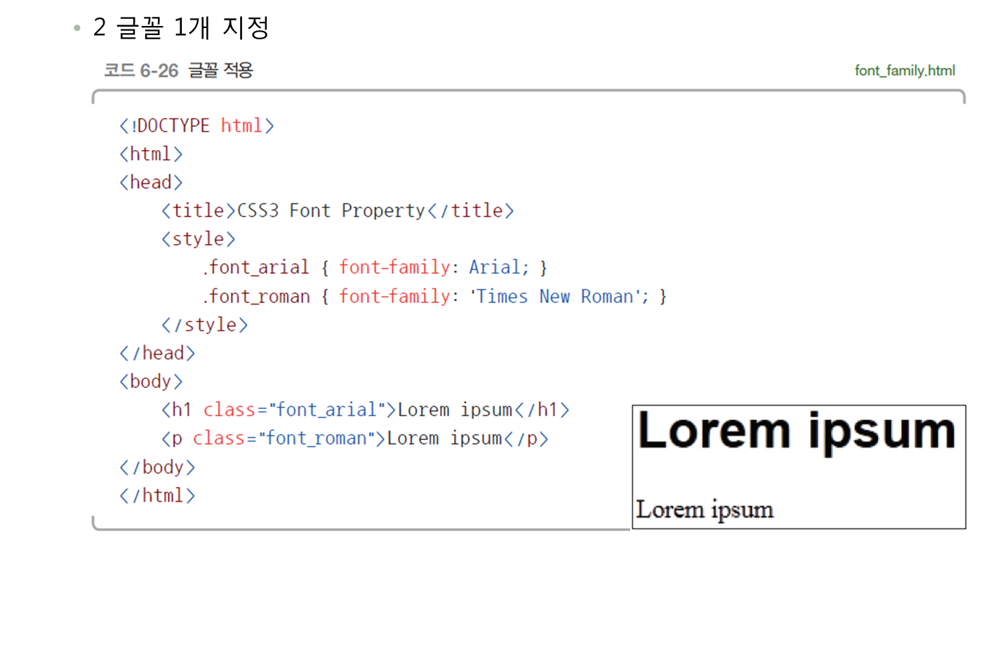 • 2 글꼴 1개 지정
코드 6-26 글꼴 적용
font_family.html
<!DOCTYPE html>
<html>
<head>
    <title>CSS3 Font Property</title>
    <style>
        .font_arial { font-family: Arial; }
        .font_roman { font-family: 'Times New Roman'; }
    </style>
</head>
<body>
    <h1 class="font_arial">Lorem ipsum</h1>
    <p class="font_roman">Lorem ipsum</p>
</body>
</html>
Lorem ipsum
Lorem ipsum